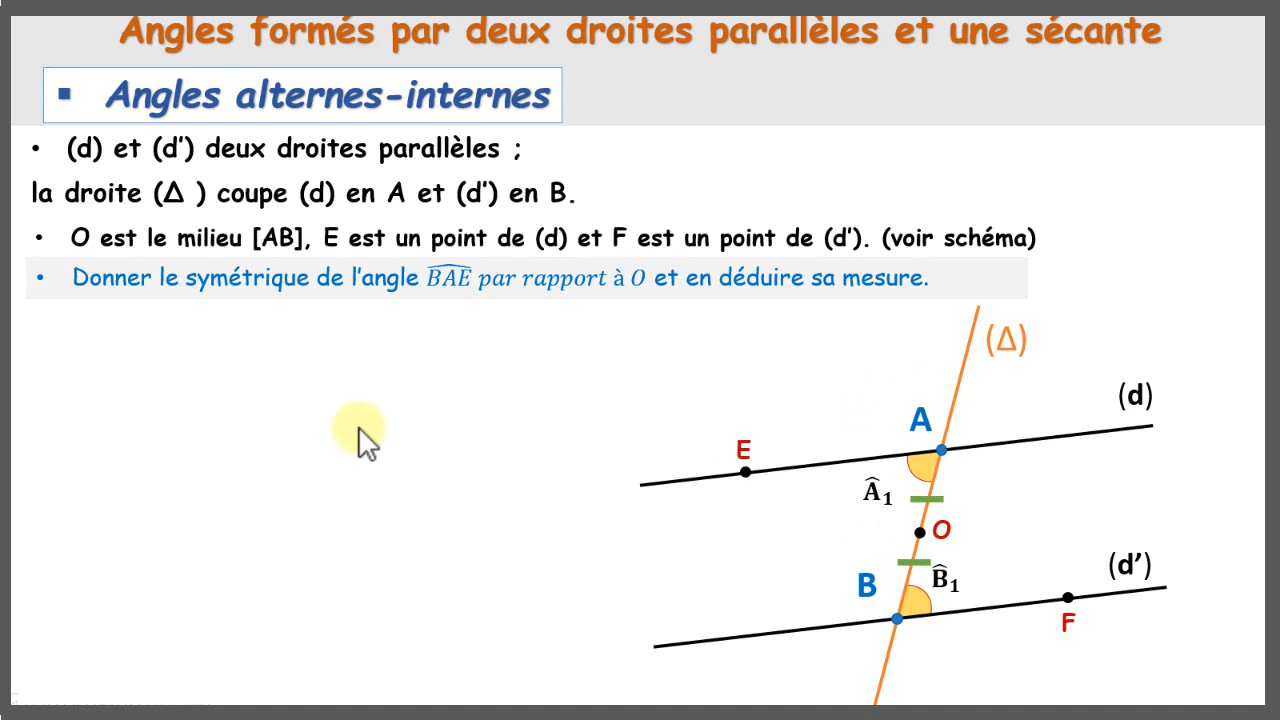 Angles formés par deux droites parallèles et une sécante
▪ Angles alternes-internes
• (d) et (d’) deux droites parallèles ;
la droite (Δ ) coupe (d) en A et (d’) en B.
• O est le milieu [AB], E est un point de (d) et F est un point de (d’). (voir schéma)
• Donner le symétrique de l’angle B͡AE par rapport à O et en déduire sa mesure.
(Δ)
(d)
A
E
Â₁
O
(d’)
B
B̂₁
F